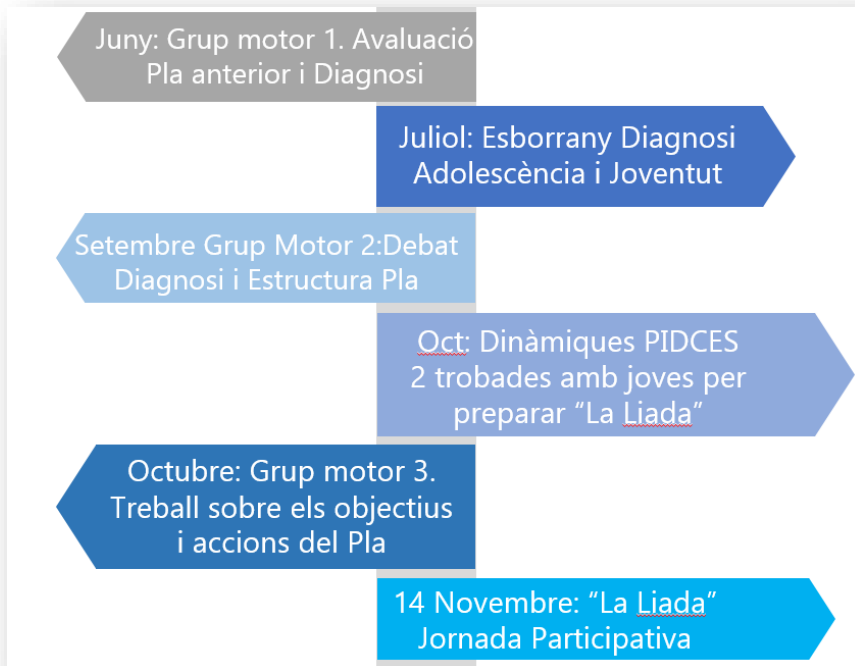 Juny: Grup motor 1. Avaluació
Pla anterior i Diagnosi
Juliol: Esborrany Diagnosi
Adolescència i Joventut
Setembre Grup Motor 2:Debat
Diagnosi i Estructura Pla
Oct: Dinàmiques PIDCES
2 trobades amb joves per
preparar “La Liada”
Octubre: Grup motor 3.
Treball sobre els objectius
i accions del Pla
14 Novembre: “La Liada”
Jornada Participativa